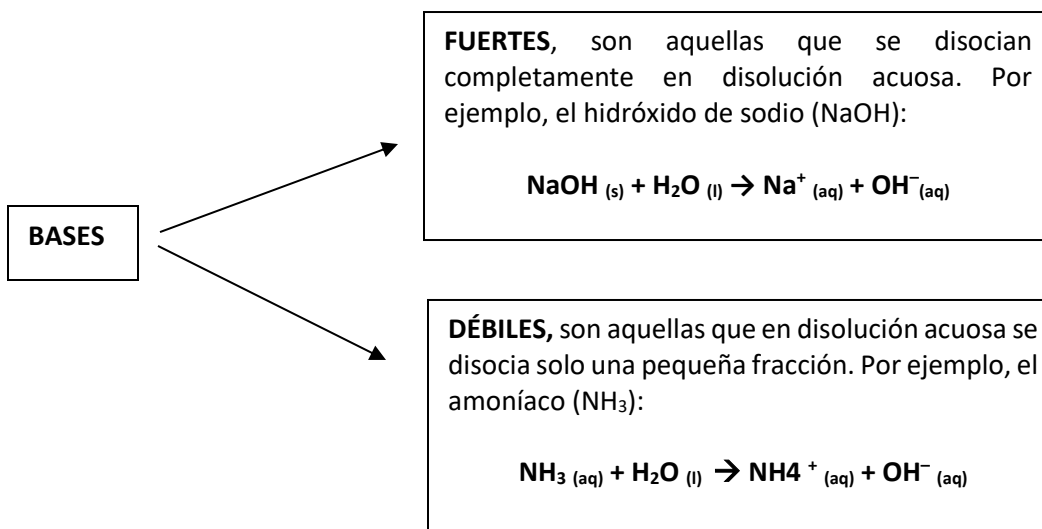 FUERTES, son aquellas que se disocian
completamente en disolución acuosa. Por
ejemplo, el hidróxido de sodio (NaOH):
NaOH (s) + H₂O (l) → Na⁺ (aq) + OH⁻(aq)
BASES
DÉBILES, son aquellas que en disolución acuosa se
disocia solo una pequeña fracción. Por ejemplo, el
amoníaco (NH₃):
NH₃ (aq) + H₂O (l) → NH4 ⁺ (aq) + OH⁻ (aq)